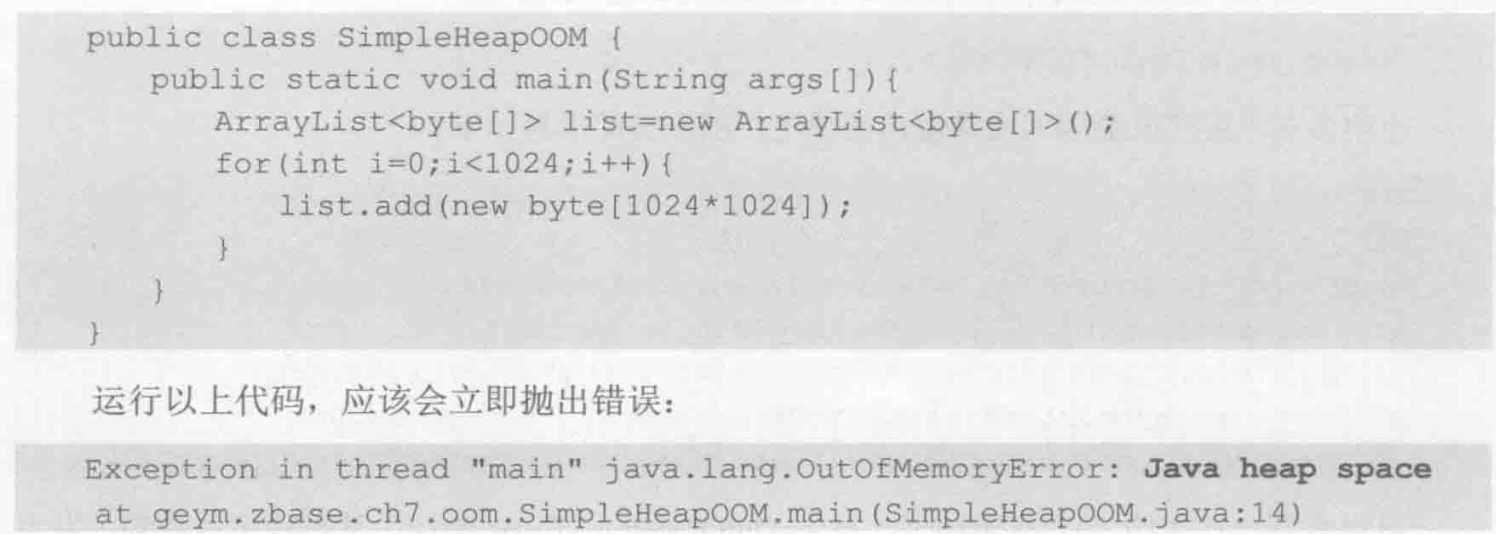 public class SimpleHeapOOM {
public static void main(String args[]){
ArrayList<byte[]> list=new ArrayList<byte[]>();
for(int i=0;i<1024;i++){
list.add(new byte[1024*1024]);
}
}
}
运行以上代码，应该会立即抛出错误：
Exception in thread "main" java.lang.OutOfMemoryError: Java heap space
at geym.zbase.ch7.oom.SimpleHeapOOM.main(SimpleHeapOOM.java:14)